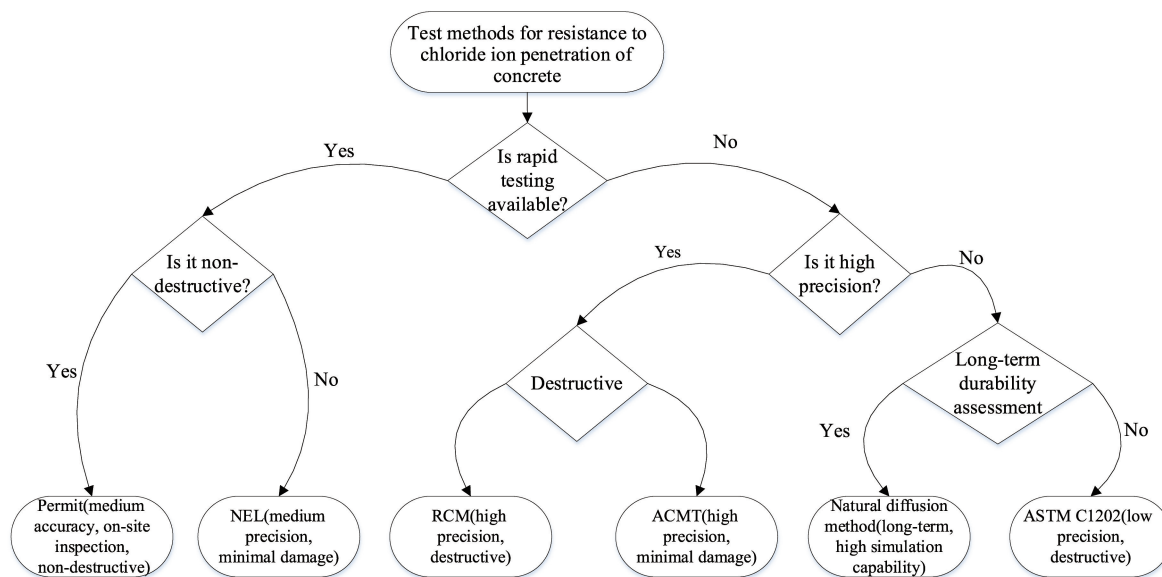 Test methods for resistance to
chloride ion penetration of
concrete
Yes
No
Is rapid
testing
available?
Is it non-
destructive?
Yes
Is it high
precision?
No
Yes
No
Destructive
Long-term
durability
assessment
Yes
No
Permit(medium
accuracy, on-site
inspection,
non-destructive)
NEL(medium
precision,
minimal damage)
RCM(high
precision,
destructive)
ACMT(high
precision,
minimal damage)
Natural diffusion
method(long-term,
high simulation
capability)
ASTM C1202(low
precision,
destructive)